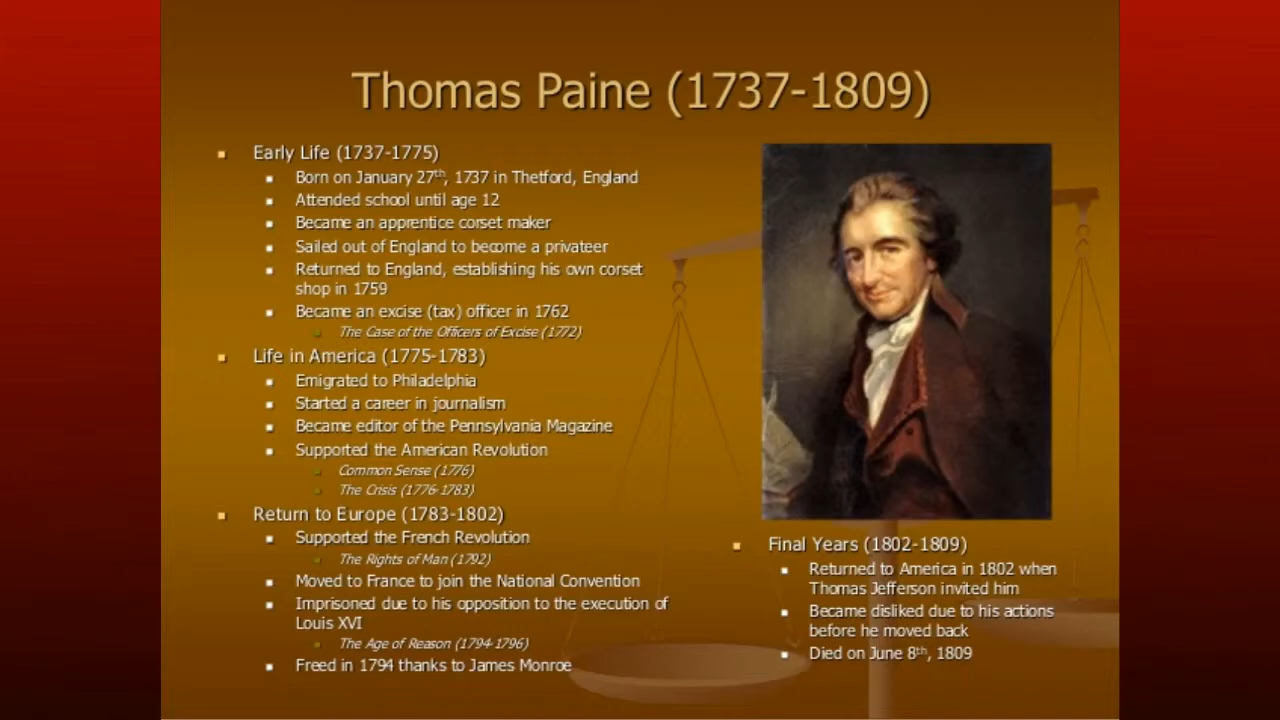 Thomas Paine (1737-1809)
Early Life (1737-1775)
Born on January 27th, 1737 in Thetford, England
Attended school until age 12
Became an apprentice corset maker
Sailed out of England to become a privateer
Returned to England, establishing his own corset
shop in 1759
Became an excise (tax) officer in 1762
The Case of the Officers of Excise (1772)
Life in America (1775-1783)
Emigrated to Philadelphia
Started a career in journalism
Became editor of the Pennsylvania Magazine
Supported the American Revolution
Common Sense (1776)
The Crisis (1776-1783)
Return to Europe (1783-1802)
Supported the French Revolution
The Rights of Man (1792)
Moved to France to join the National Convention
Imprisoned due to his opposition to the execution of
Louis XVI
The Age of Reason (1794-1796)
Freed in 1794 thanks to James Monroe
Final Years (1802-1809)
Returned to America in 1802 when
Thomas Jefferson invited him
Became disliked due to his actions
before he moved back
Died on June 8th, 1809